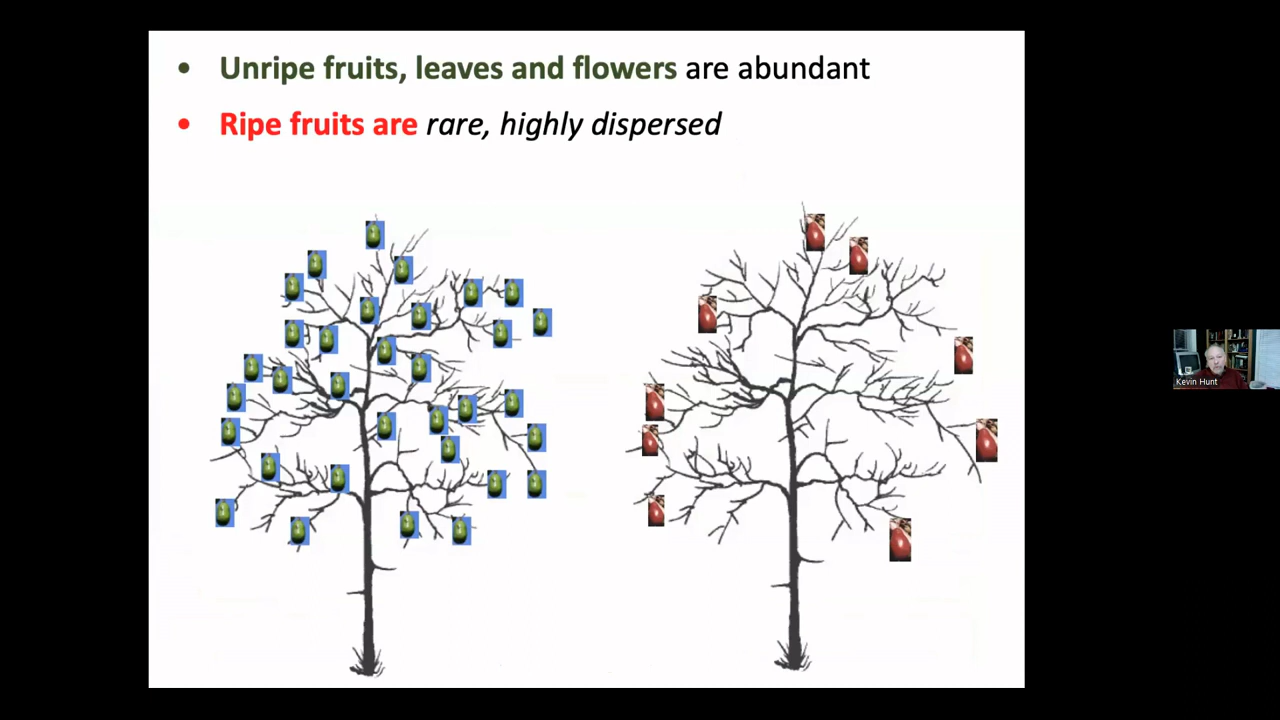 • Unripe fruits, leaves and flowers are abundant
• Ripe fruits are rare, highly dispersed
Kevin Hunt